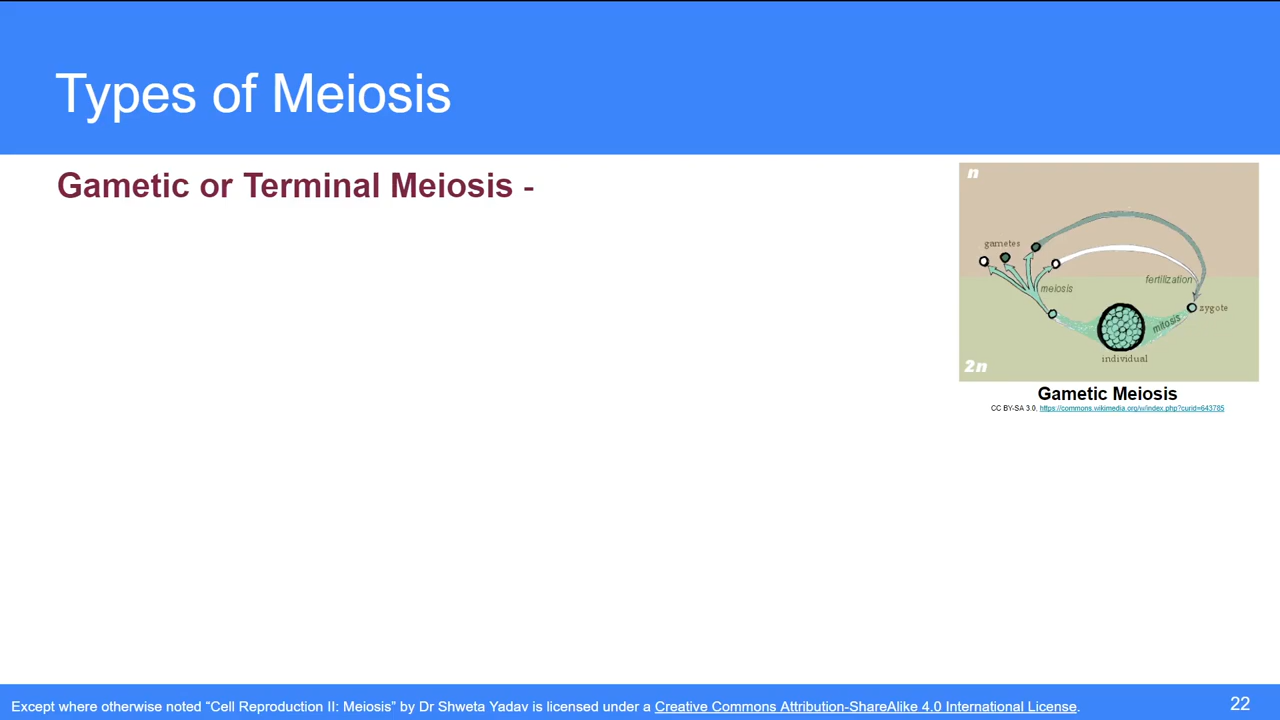 Types of Meiosis
Gametic or Terminal Meiosis -
n
gametes
meiosis
fertilization
zygote
mitosis
individual
2n
Gametic Meiosis
CC BY-SA 3.0, https://commons.wikimedia.org/w/index.php?curid=643785
Except where otherwise noted “Cell Reproduction II: Meiosis” by Dr Shweta Yadav is licensed under a Creative Commons Attribution-ShareAlike 4.0 International License.
22